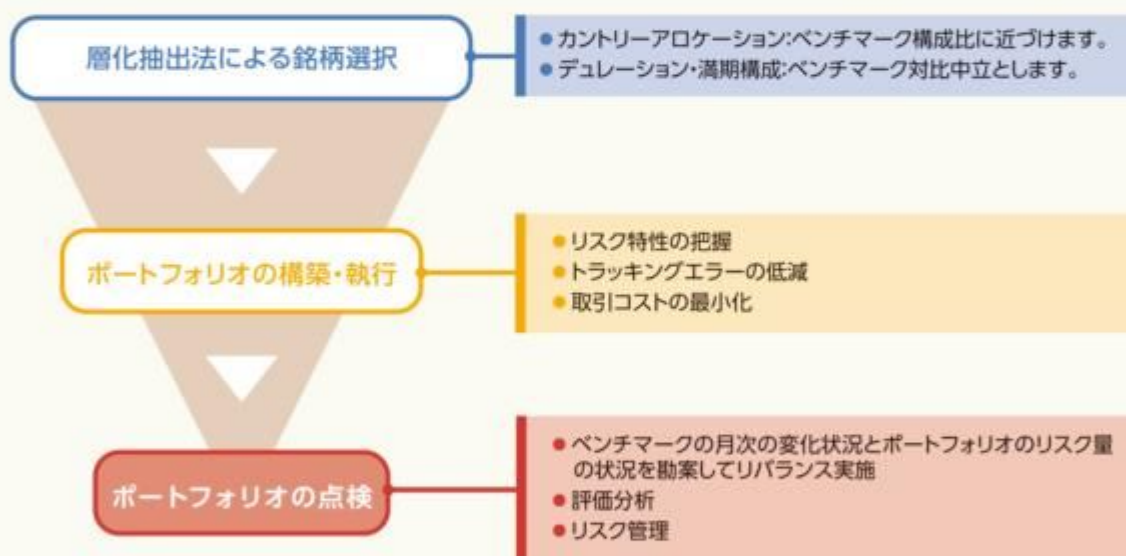 層化抽出法による銘柄選択
●カントリーアロケーション:ベンチマーク構成比に近づけます。
●デュレーション・満期構成:ベンチマーク対比中立とします。
ポートフォリオの構築・執行
●リスク特性の把握
●トラッキングエラーの低減
●取引コストの最小化
ポートフォリオの点検
●ベンチマークの月次の変化状況とポートフォリオのリスク量
の状況を勘案してリバランス実施
●評価分析
●リスク管理